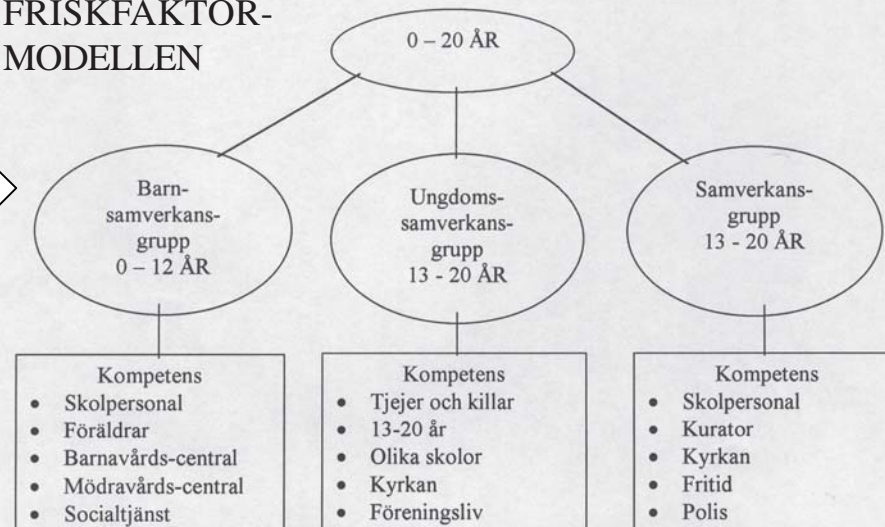 FRISKFAKTOR-
MODELLEN
0 – 20 ÅR
Barn-
samverkans-
grupp
0 – 12 ÅR
Ungdoms-
samverkans-
grupp
13 - 20 ÅR
Samverkans-
grupp
13 - 20 ÅR
Kompetens
• Skolpersonal
• Föräldrar
• Barnavårds-central
• Mödravårds-central
• Socialtjänst
Kompetens
• Tjejer och killar
• 13-20 år
• Olika skolor
• Kyrkan
• Föreningsliv
Kompetens
• Skolpersonal
• Kurator
• Kyrkan
• Fritid
• Polis